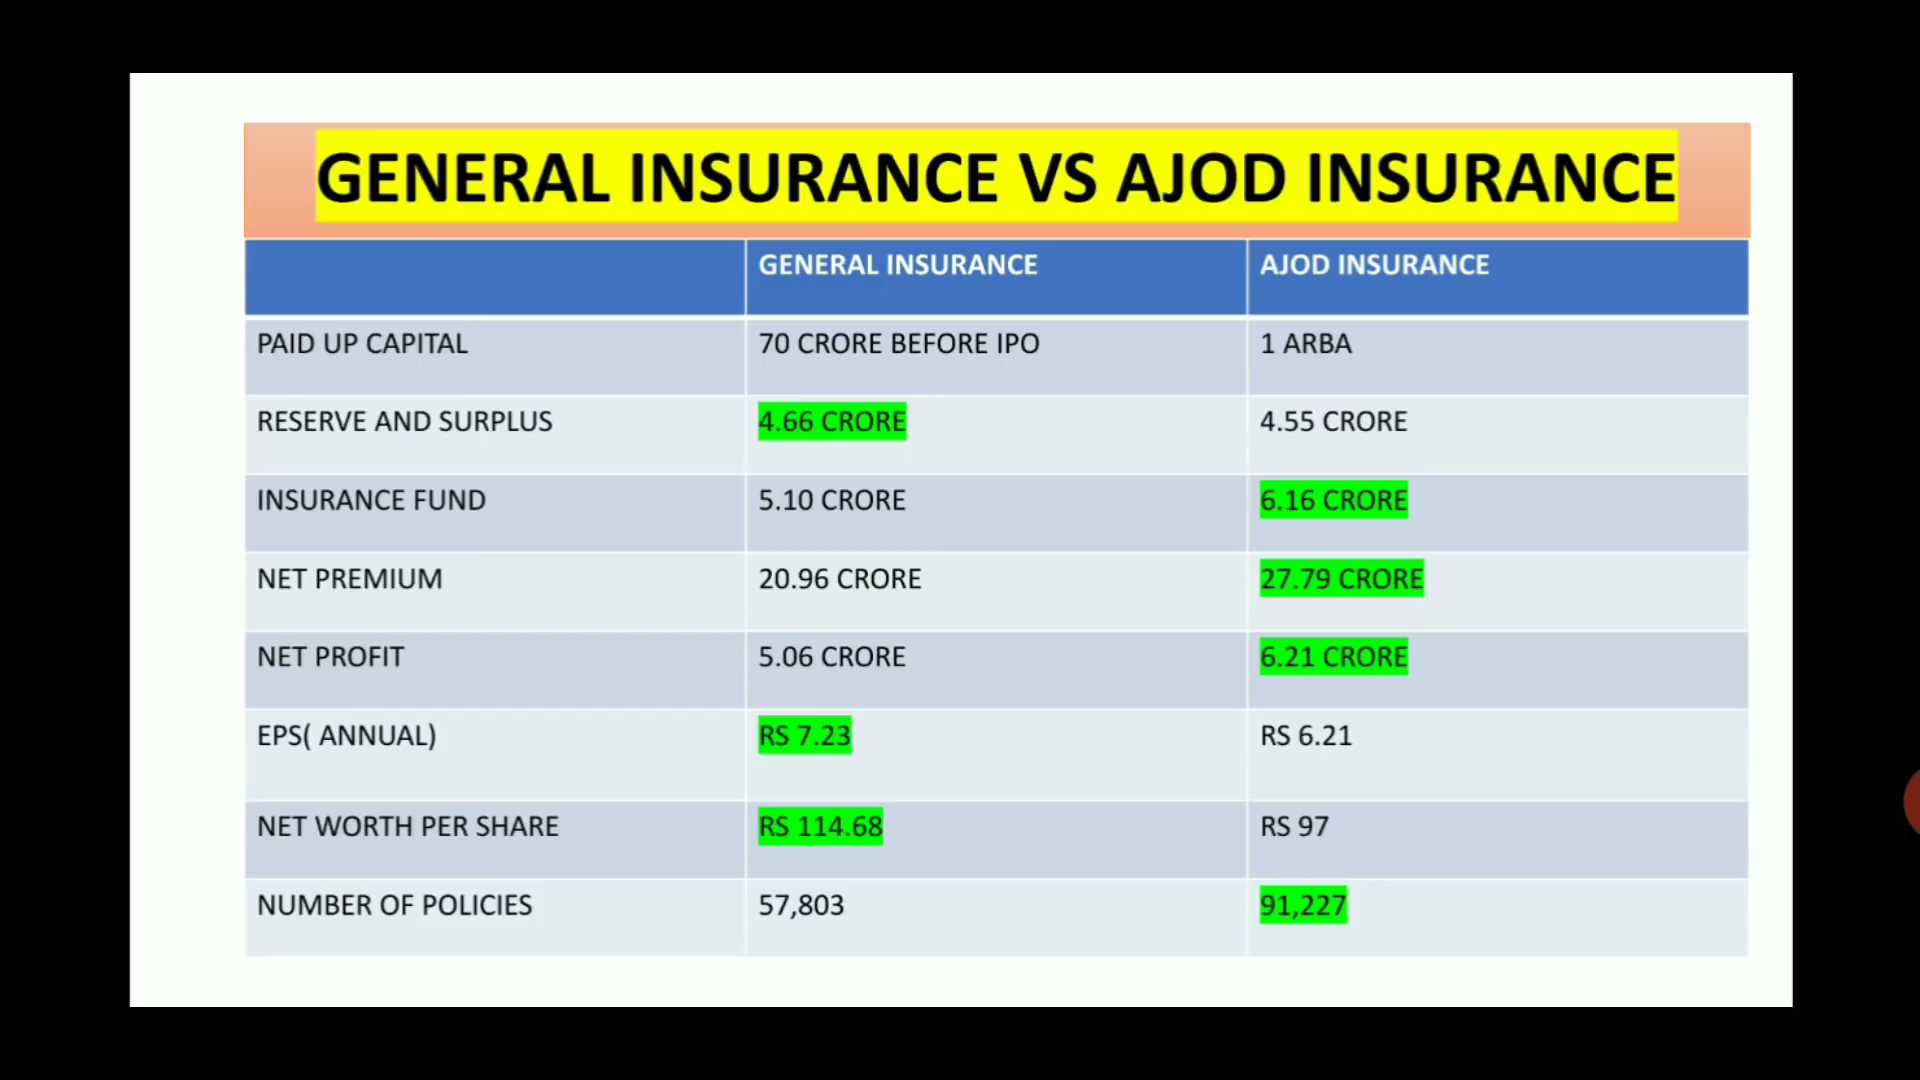 GENERAL INSURANCE VS AJOD INSURANCE
GENERAL INSURANCE AJOD INSURANCE
PAID UP CAPITAL 70 CRORE BEFORE IPO 1 ARBA
RESERVE AND SURPLUS 4.66 CRORE 4.55 CRORE
INSURANCE FUND 5.10 CRORE 6.16 CRORE
NET PREMIUM 20.96 CRORE 27.79 CRORE
NET PROFIT 5.06 CRORE 6.21 CRORE
EPS( ANNUAL) RS 7.23 RS 6.21
NET WORTH PER SHARE RS 114.68 RS 97
NUMBER OF POLICIES 57,803 91,227